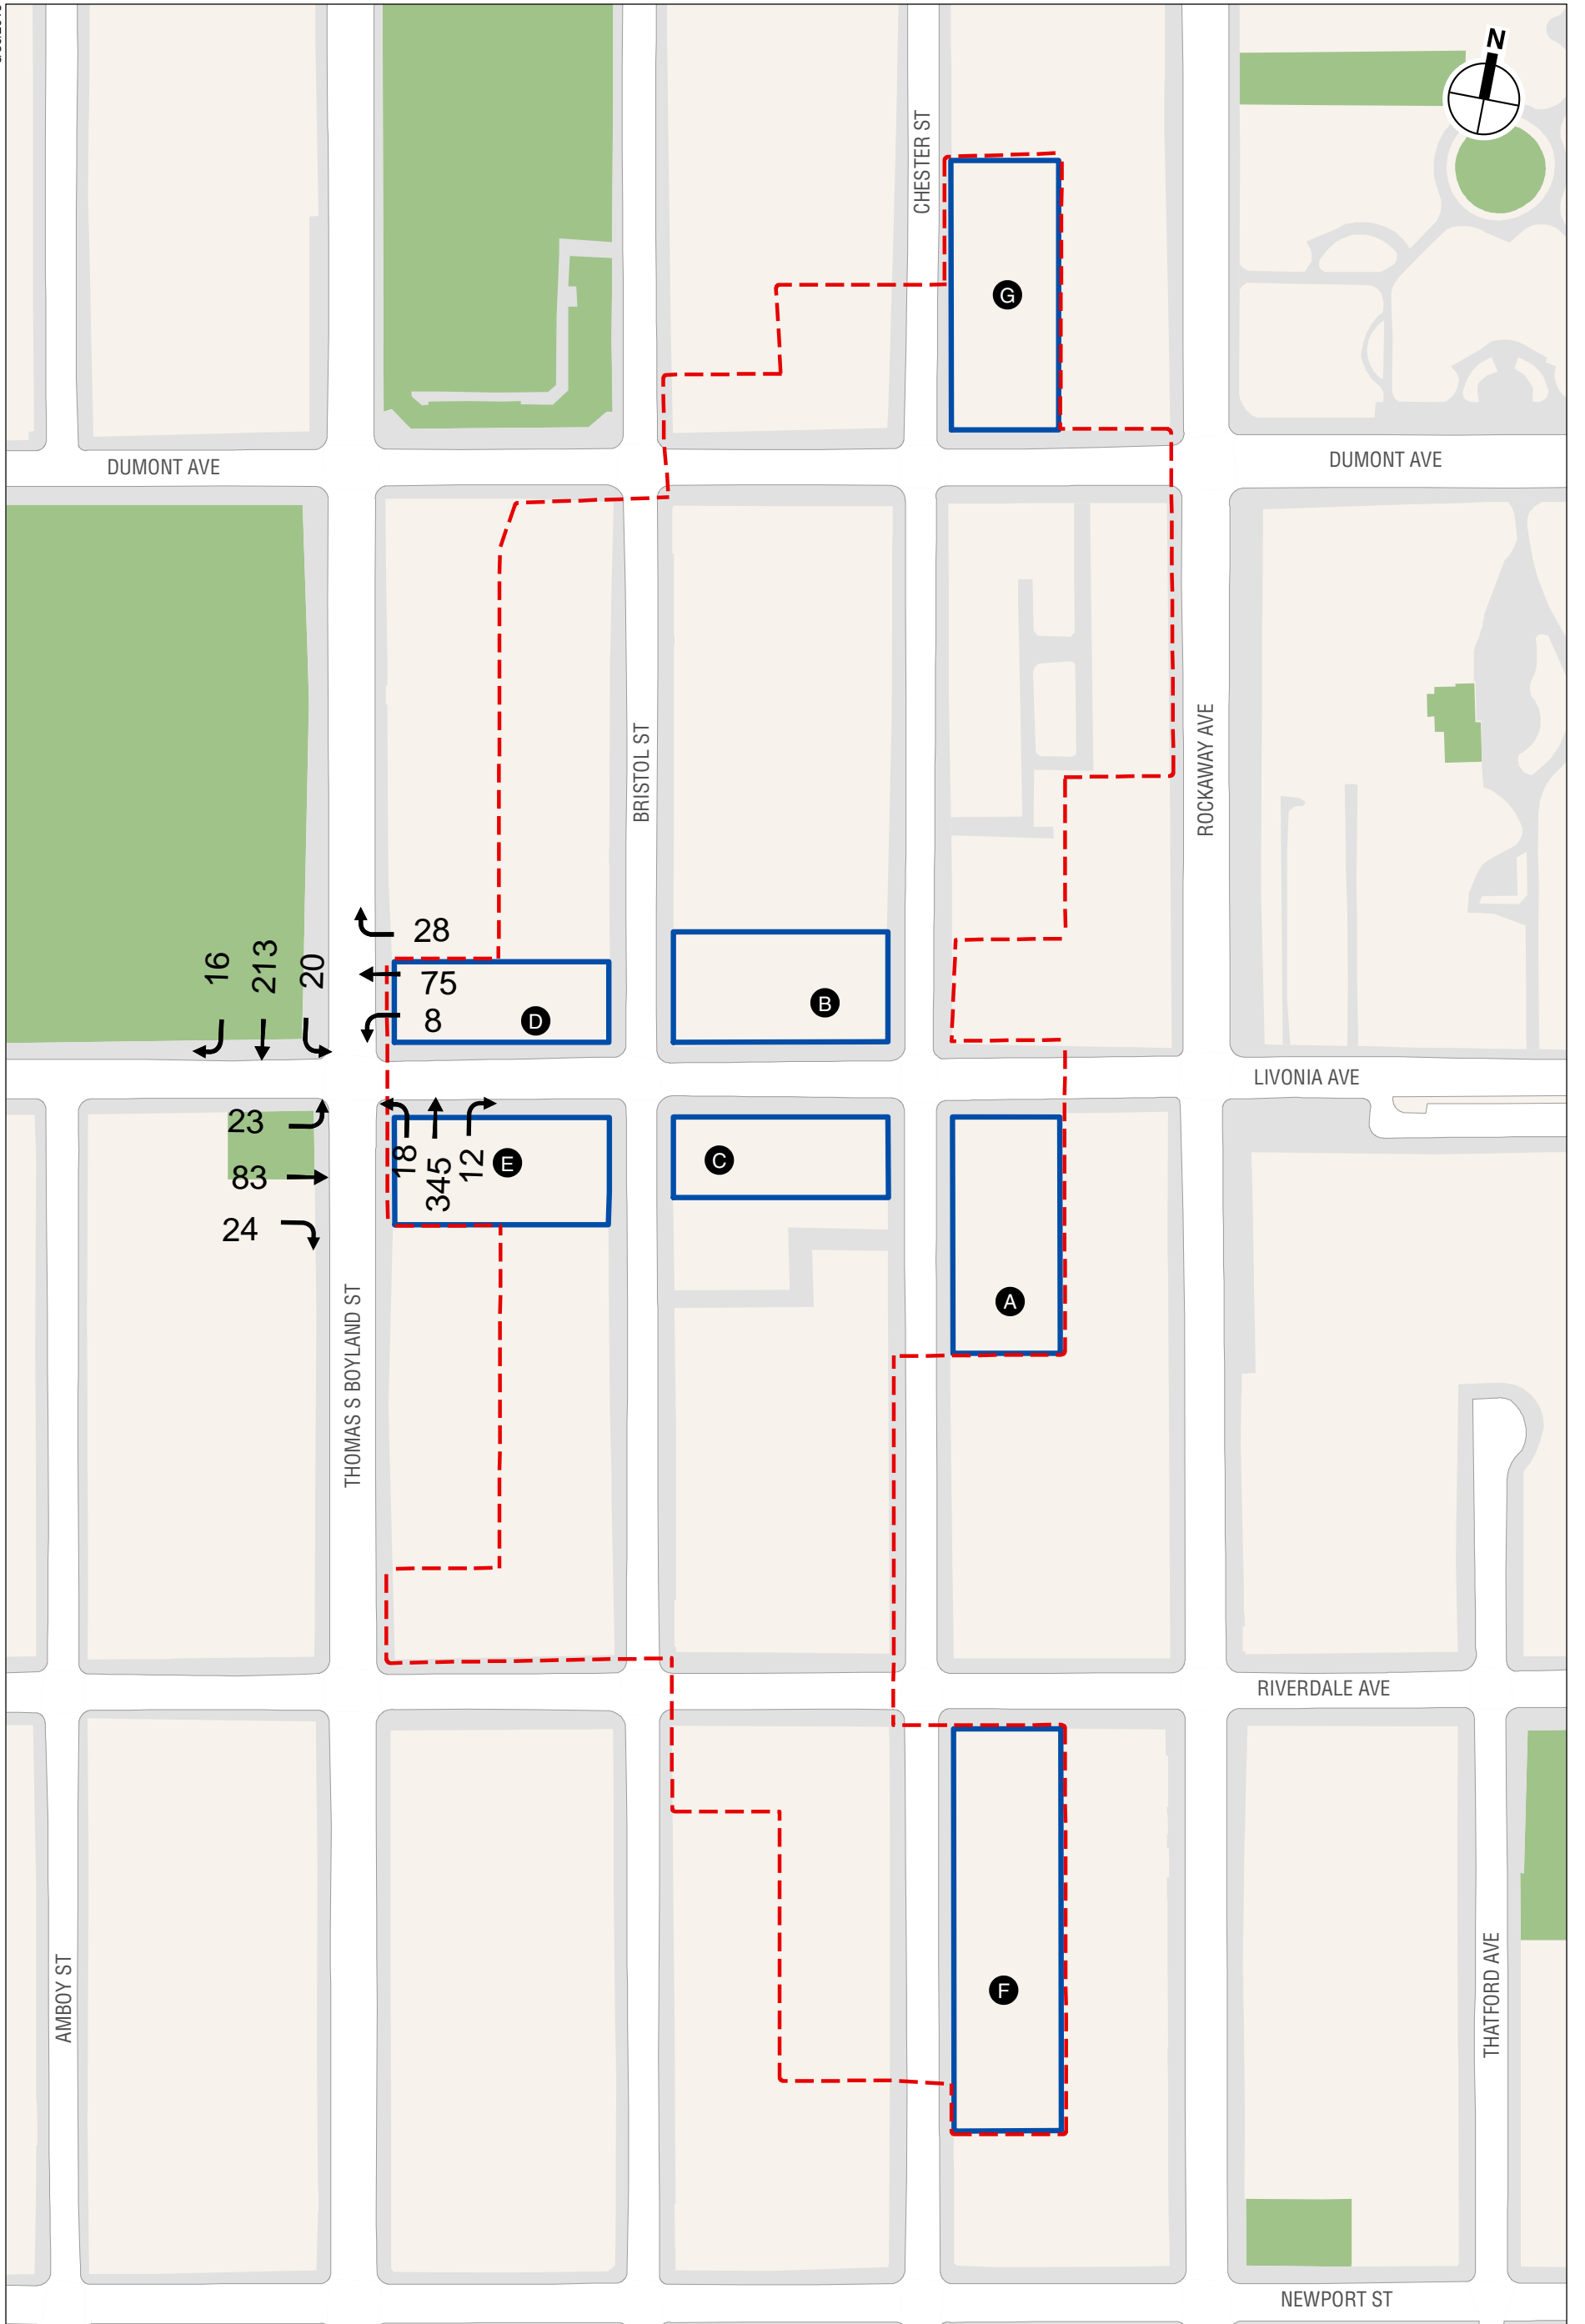 N
CHESTER ST
G
DUMONT AVE
DUMONT AVE
BRISTOL ST
ROCKAWAY AVE
28
16
213
20
75
8
D
B
LIVONIA AVE
23
18
345
12
E
C
83
24
A
THOMAS S BOYLAND ST
RIVERDALE AVE
F
AMBOY ST
THATFORD AVE
NEWPORT ST